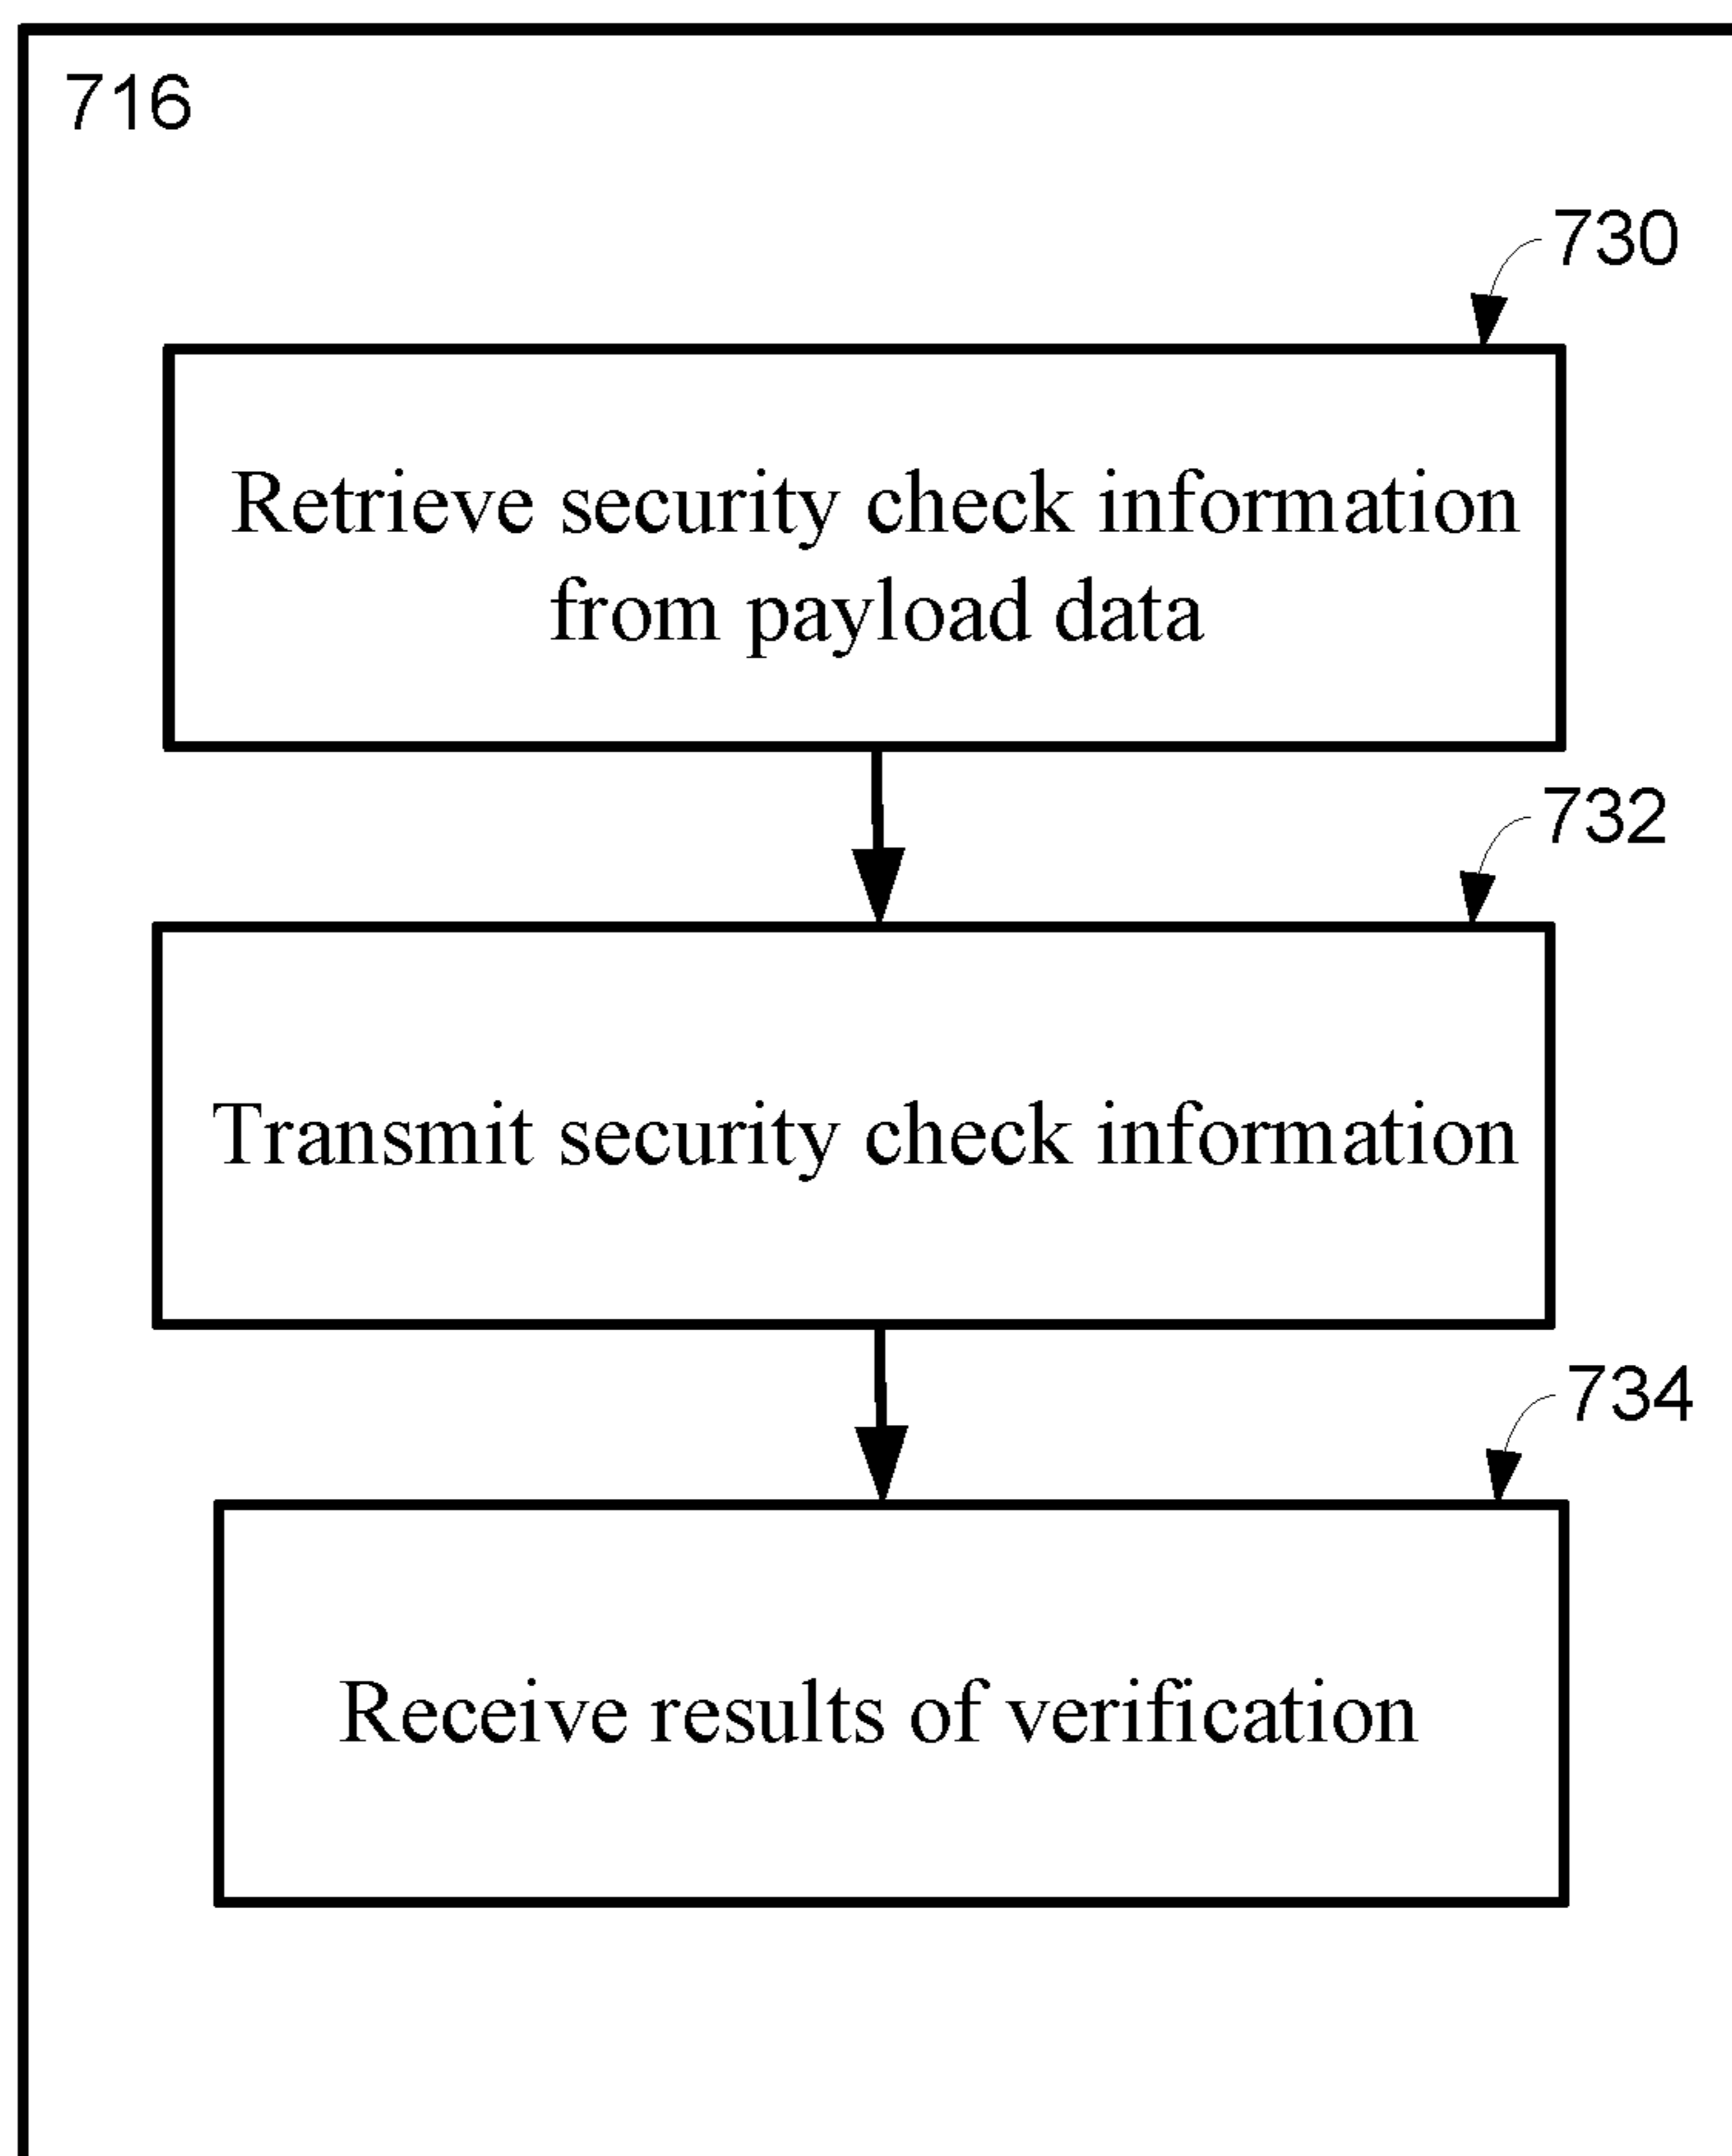 716
730
Retrieve security check information
from payload data
732
Transmit security check information
734
Receive results of verification